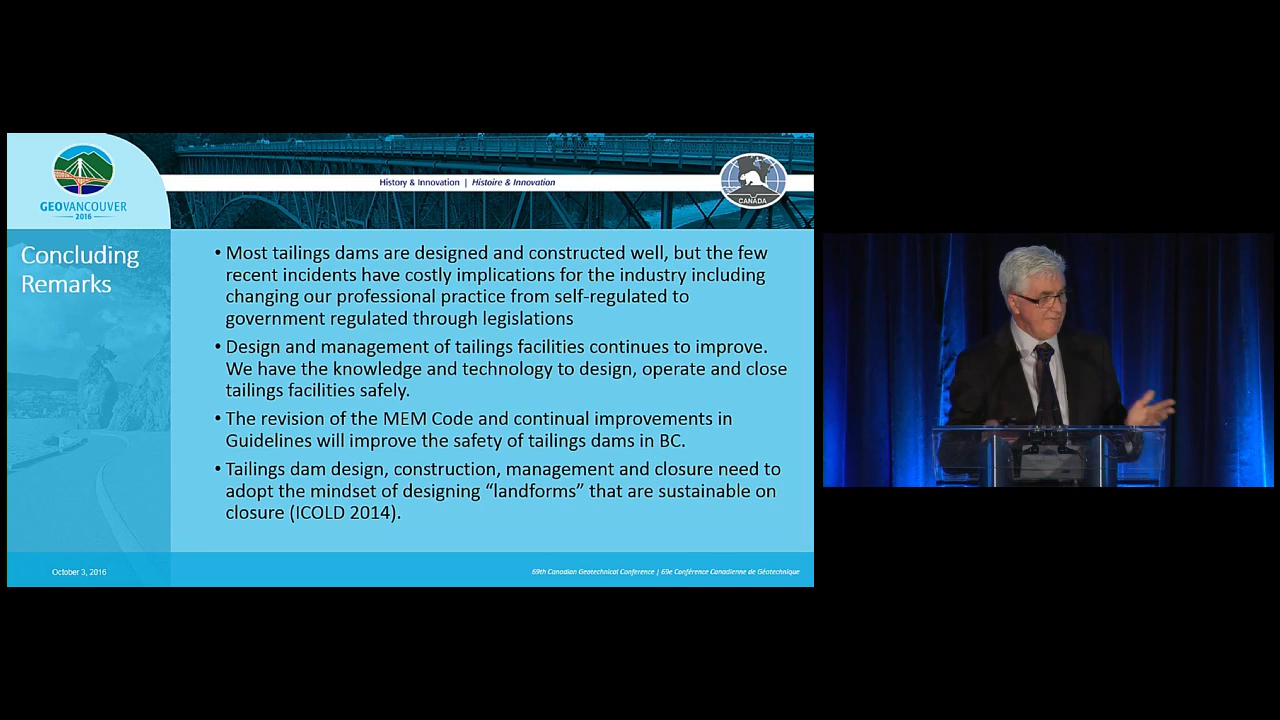 History & Innovation | Histoire & Innovation
GEOVANCOUVER
2016
CANADA
Concluding
Remarks
• Most tailings dams are designed and constructed well, but the few
recent incidents have costly implications for the industry including
changing our professional practice from self-regulated to
government regulated through legislations
• Design and management of tailings facilities continues to improve.
We have the knowledge and technology to design, operate and close
tailings facilities safely.
• The revision of the MEM Code and continual improvements in
Guidelines will improve the safety of tailings dams in BC.
• Tailings dam design, construction, management and closure need to
adopt the mindset of designing “landforms” that are sustainable on
closure (ICOLD 2014).
October 3, 2016
69th Canadian Geotechnical Conference | 69e Conférence Canadienne de Géotechnique